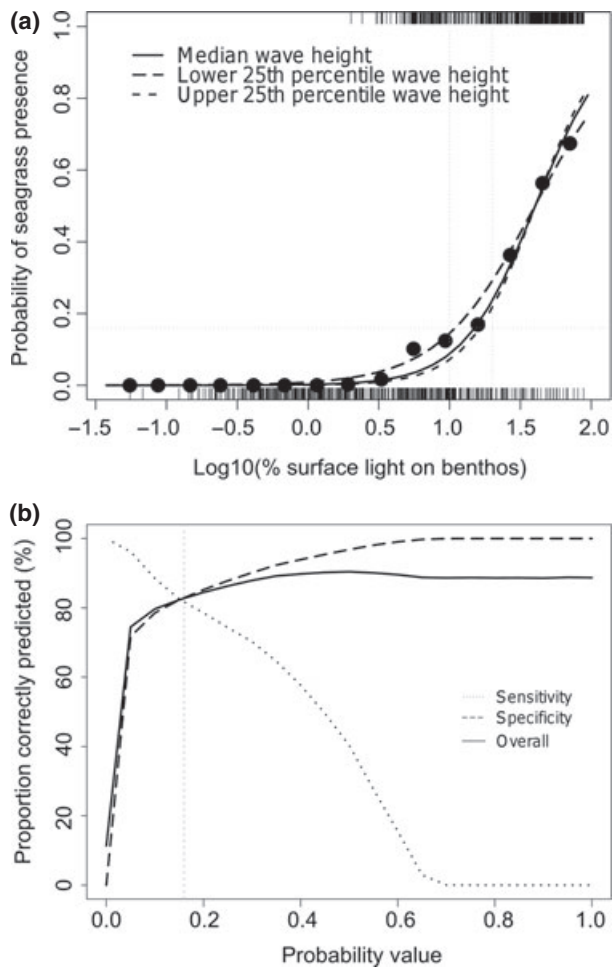 (a)
1.0
0.8
0.6
0.4
0.2
0.0
Probability of seagrass presence
Median wave height
Lower 25th percentile wave height
Upper 25th percentile wave height
−1.5 −1.0 −0.5 0.0 0.5 1.0 1.5 2.0
Log10(% surface light on benthos)
(b)
100
80
60
40
20
0
Proportion correctly predicted (%)
Sensitivity
Specificity
Overall
0.0 0.2 0.4 0.6 0.8 1.0
Probability value